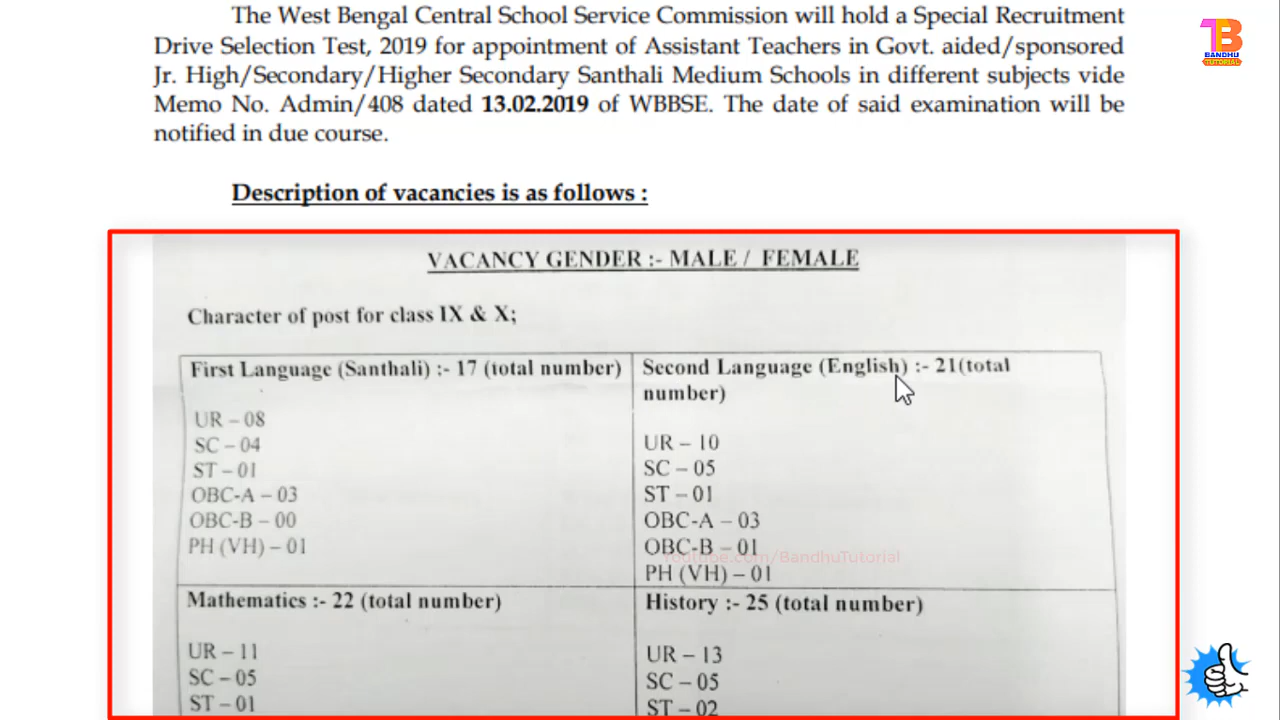 The West Bengal Central School Service Commission will hold a Special Recruitment
Drive Selection Test, 2019 for appointment of Assistant Teachers in Govt. aided/sponsored
Jr. High/Secondary/Higher Secondary Santhali Medium Schools in different subjects vide
Memo No. Admin/408 dated 13.02.2019 of WBBSE. The date of said examination will be
notified in due course.
Description of vacancies is as follows :
VACANCY GENDER :- MALE / FEMALE
Character of post for class IX & X;
First Language (Santhali) :- 17 (total number)
UR – 08
SC – 04
ST – 01
OBC-A – 03
OBC-B – 00
PH (VH) – 01
Second Language (English) :- 21(total
number)
UR – 10
SC – 05
ST – 01
OBC-A – 03
OBC-B – 01
PH (VH) – 01
Mathematics :- 22 (total number)
UR – 11
SC – 05
ST – 01
History :- 25 (total number)
UR – 13
SC – 05
ST – 02
Youtube.com/BandhuTutorial
TB
BANDHU
TUTORIAL